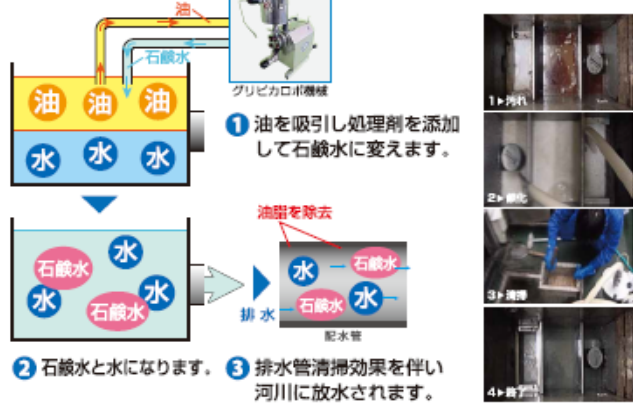 油
石鹸水
グリピカロボ機械
油 油 油
水 水 水
1 油を吸引し処理剤を添加
して石鹸水に変えます。
石鹸水 水
水 石鹸水 水
2 石鹸水と水になります。
油脂を除去
水 石鹸水
石鹸水 水
排水
配水管
3 排水管清掃効果を伴い
河川に放水されます。
1▶汚れ
3▶清掃
4▶終了